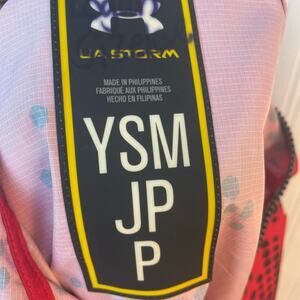 UA STORM
MADE IN PHILIPPINES
FABRIQUÉ AUX PHILIPPINES
HECHO EN FILIPINAS
YSM
JP
P